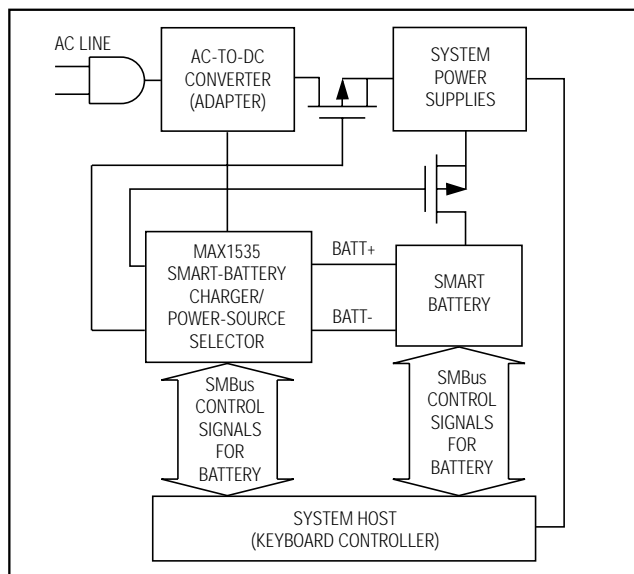 AC LINE
AC-TO-DC
CONVERTER
(ADAPTER)
SYSTEM
POWER
SUPPLIES
MAX1535
SMART-BATTERY
CHARGER/
POWER-SOURCE
SELECTOR
BATT+
BATT-
SMART
BATTERY
SMBus
CONTROL
SIGNALS
FOR
BATTERY
SMBus
CONTROL
SIGNALS
FOR
BATTERY
SYSTEM HOST
(KEYBOARD CONTROLLER)